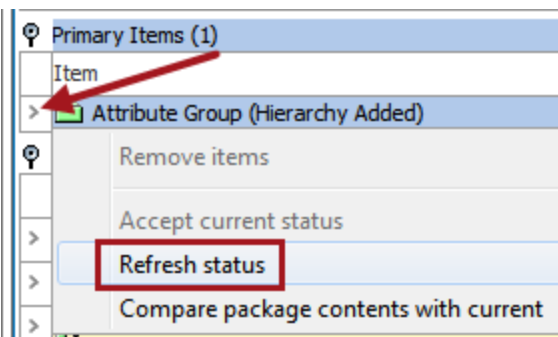 Primary Items (1)
Item
Attribute Group (Hierarchy Added)
Remove items
Accept current status
Refresh status
Compare package contents with current